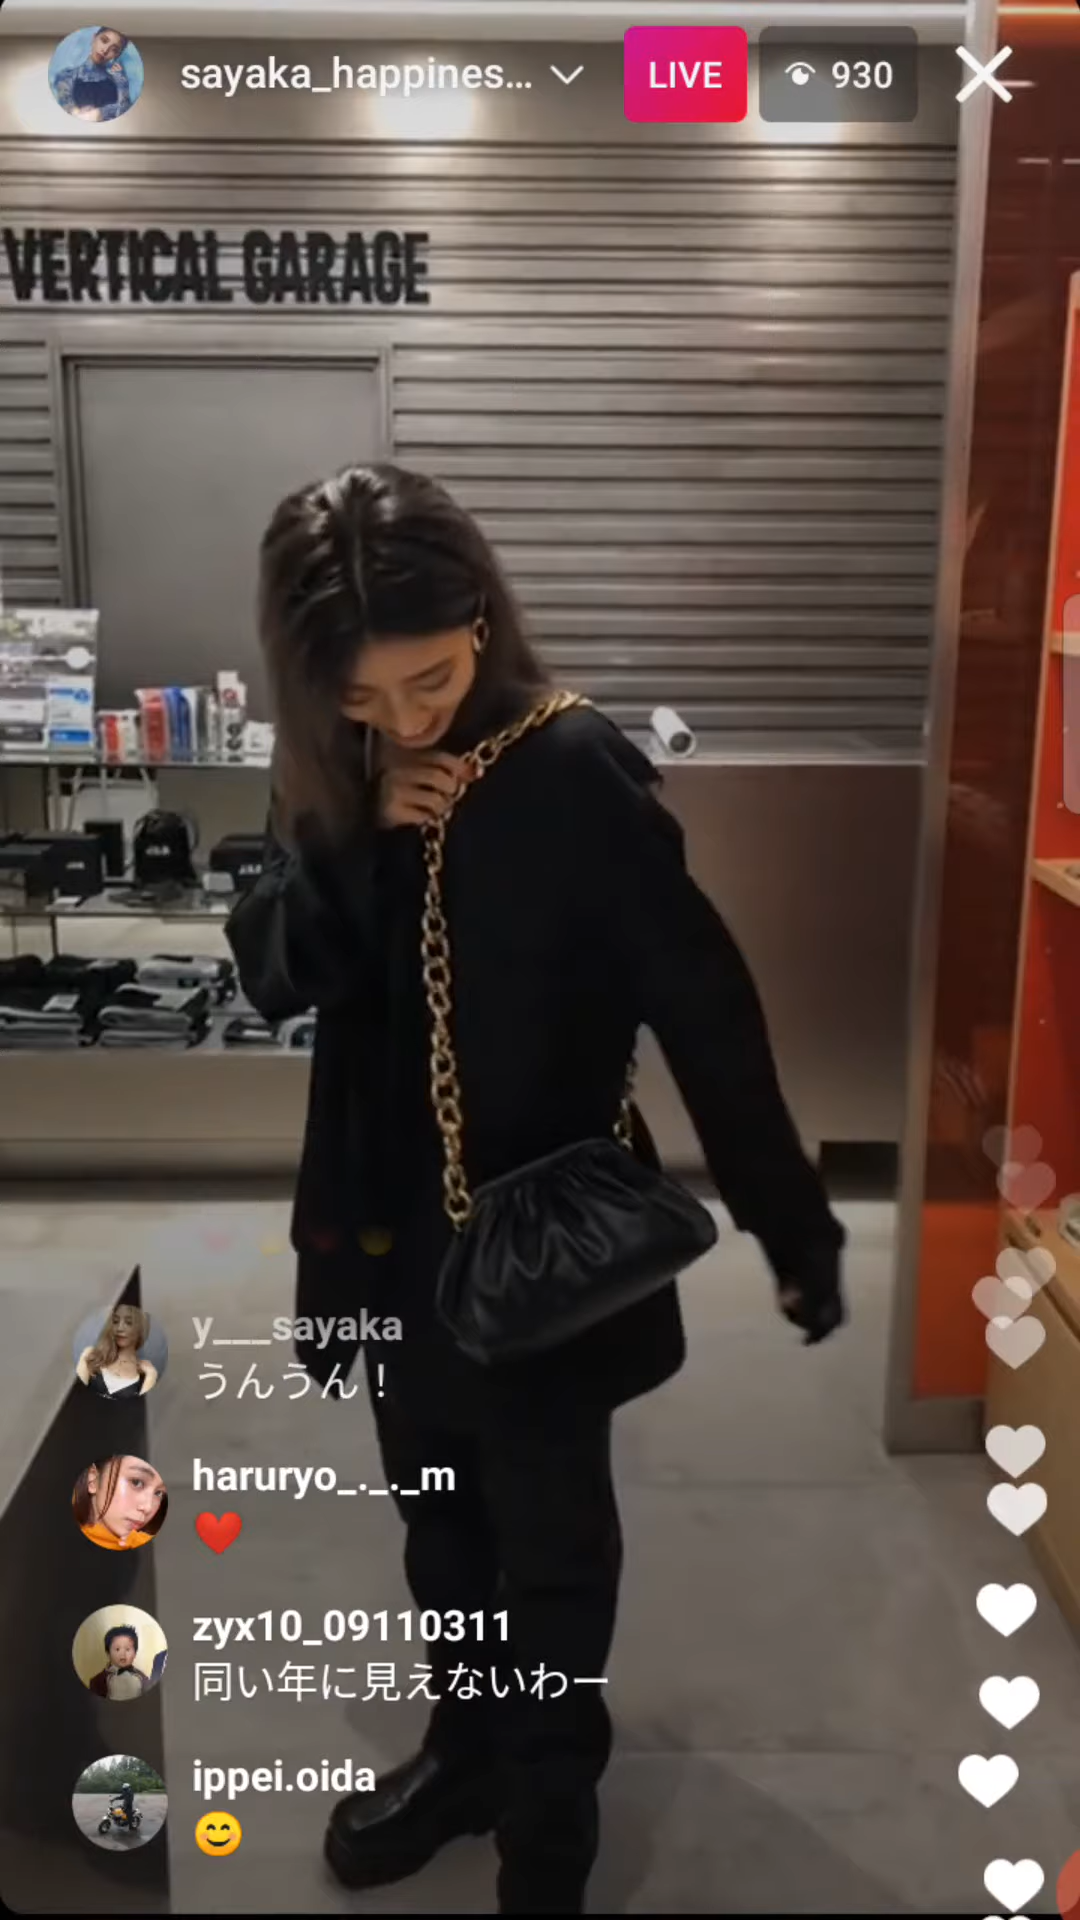 sayaka_happines...
LIVE
930
VERTICAL GARAGE
y___sayaka
うんうん！
haruryo_._._m
❤️
zyx10_09110311
同い年に見えないわー
ippei.oida
😊